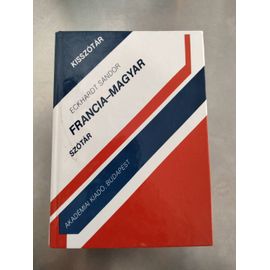 KISSZÓTÁR
ECKHARDT SÁNDOR
FRANCIA–MAGYAR
SZÓTÁR
AKADÉMIAI KIADÓ, BUDAPEST